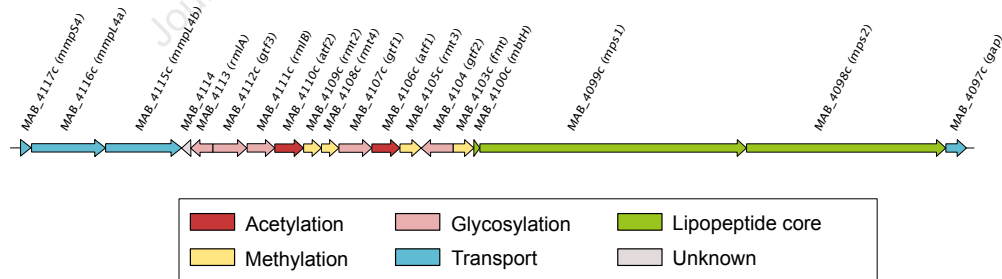 Jou
MAB_4117c (mmpS4)
MAB_4116c (mmpL4a)
MAB_4115c (mmpL4b)
MAB_4114
MAB_4113 (rmlA)
MAB_4112c (gtf3)
MAB_4111c (rmlB)
MAB_4110c (atf2)
MAB_4109c (rmt2)
MAB_4108c (rmt4)
MAB_4107c (gtf1)
MAB_4106c (atf1)
MAB_4105c (rmt3)
MAB_4104 (gtf2)
MAB_4103c (fmt)
MAB_4100c (mbtH)
MAB_4099c (mps1)
MAB_4098c (mps2)
MAB_4097c (gap)
Acetylation Glycosylation Lipopeptide core
Methylation Transport Unknown